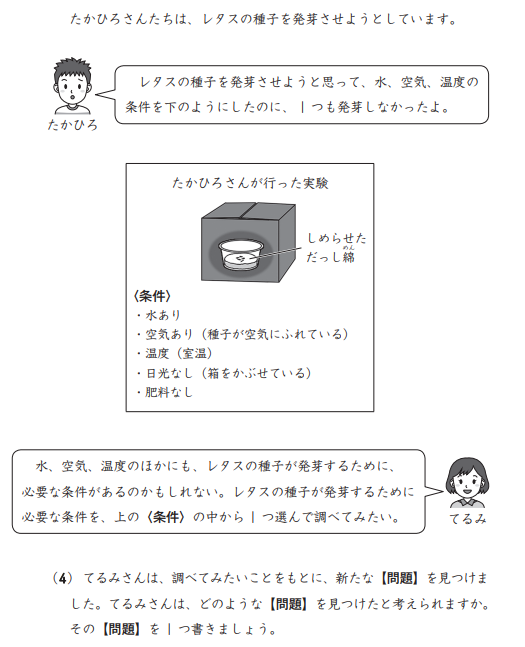 たかひろさんたちは、レタスの種子を発芽させようとしています。
レタスの種子を発芽させようと思って、水、空気、温度の
条件を下のようにしたのに、１つも発芽しなかったよ。
たかひろ
たかひろさんが行った実験
しめらせた
だっし綿
めん
〈条件〉
・水あり
・空気あり（種子が空気にふれている）
・温度（室温）
・日光なし（箱をかぶせている）
・肥料なし
水、空気、温度のほかにも、レタスの種子が発芽するために、
必要な条件があるのかもしれない。レタスの種子が発芽するために
必要な条件を、上の〈条件〉の中から１つ選んで調べてみたい。
てるみ
（４） てるみさんは、調べてみたいことをもとに、新たな【問題】を見つけま
した。てるみさんは、どのような【問題】を見つけたと考えられますか。
その【問題】を１つ書きましょう。